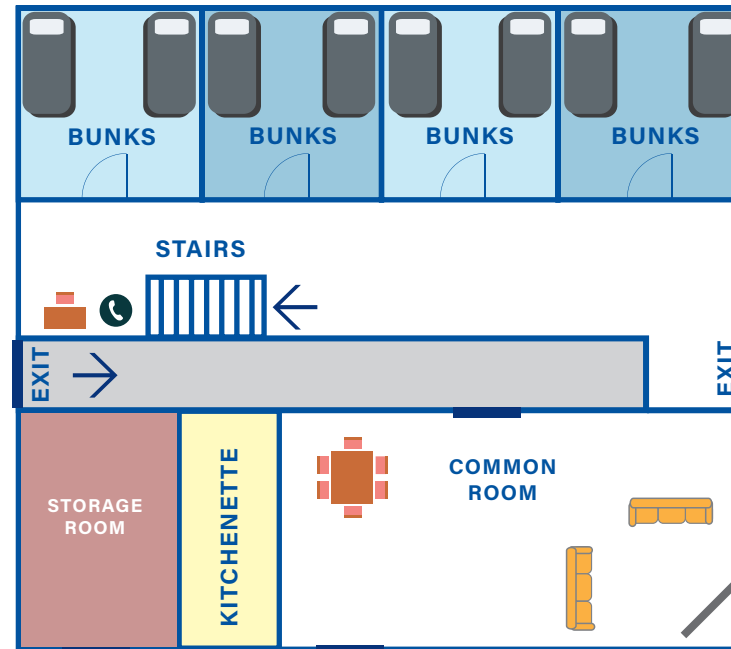 BUNKS
BUNKS
BUNKS
BUNKS
STAIRS
EXIT
EXIT
STORAGE
ROOM
KITCHENETTE
COMMON
ROOM